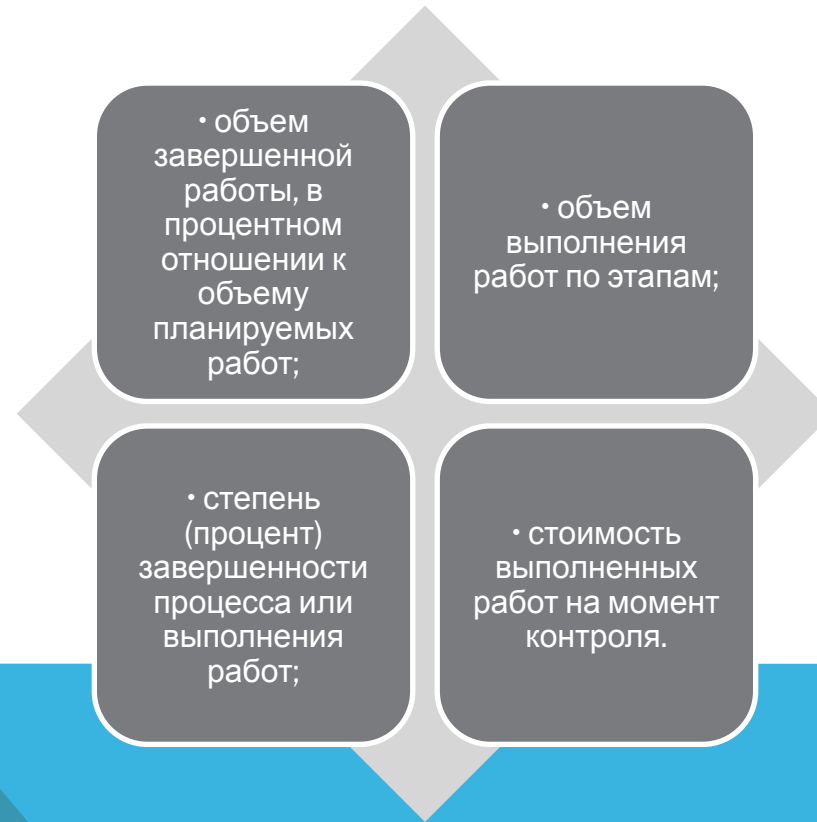 • объем
завершенной
работы, в
процентном
отношении к
объему
планируемых
работ;
• объем
выполнения
работ по этапам;
• степень
(процент)
завершенности
процесса или
выполнения
работ;
• стоимость
выполненных
работ на момент
контроля.